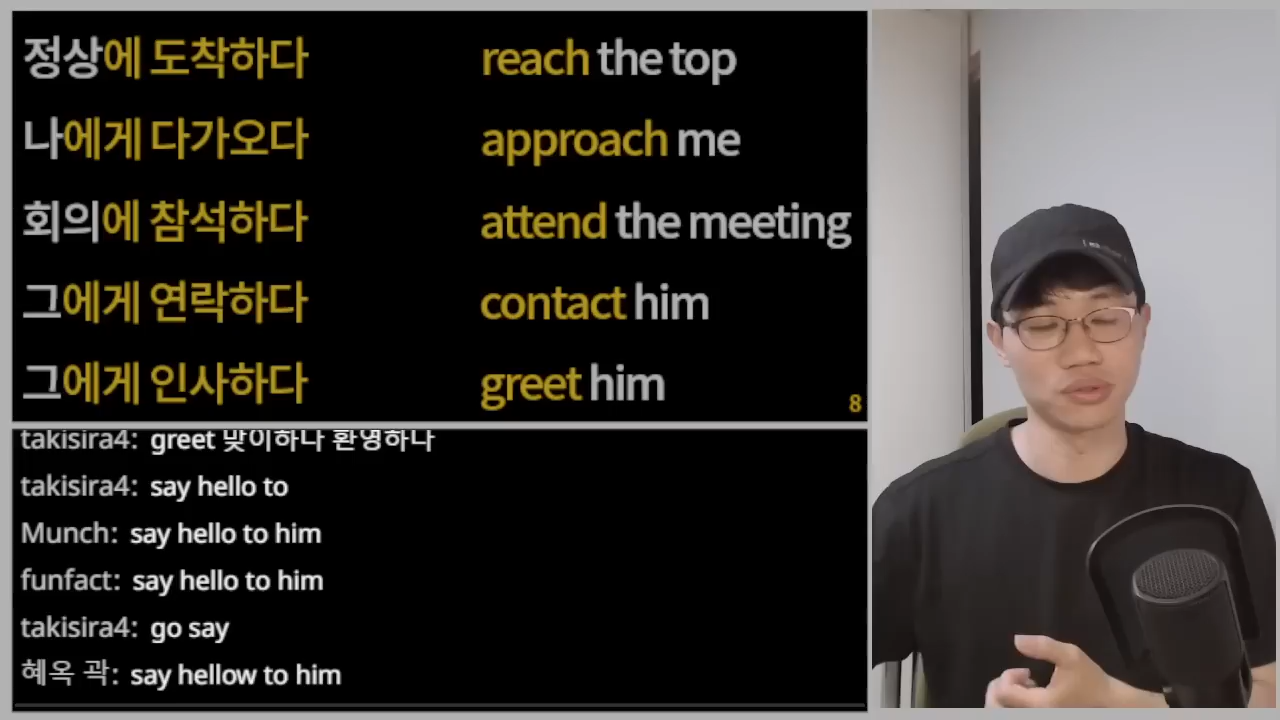 정상에 도착하다 reach the top
나에게 다가오다 approach me
회의에 참석하다 attend the meeting
그에게 연락하다 contact him
그에게 인사하다 greet him
8
takisira4: greet 맞이하다 환영하다
takisira4: say hello to
Munch: say hello to him
funfact: say hello to him
takisira4: go say
혜옥 곽: say hellow to him